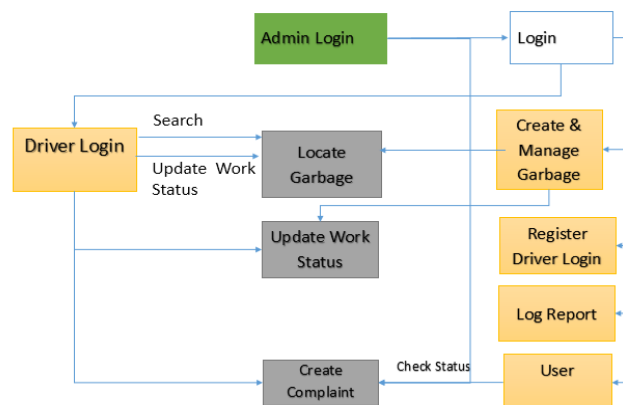 Admin Login
Login
Search
Driver Login
Update Work
Status
Locate
Garbage
Create &
Manage
Garbage
Update Work
Status
Register
Driver Login
Log Report
Check Status
Create
Complaint
User